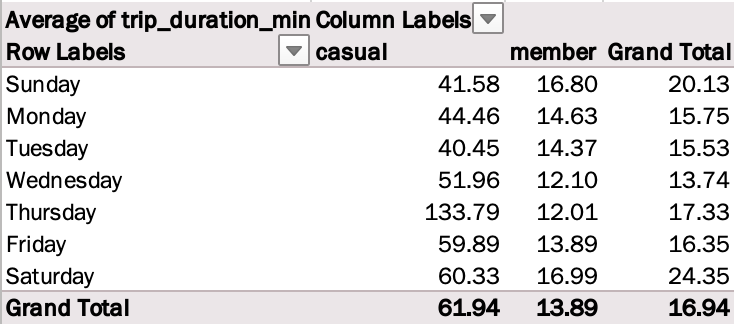 Average of trip_duration_min Column Labels
Row Labels casual member Grand Total
Sunday 41.58 16.80 20.13
Monday 44.46 14.63 15.75
Tuesday 40.45 14.37 15.53
Wednesday 51.96 12.10 13.74
Thursday 133.79 12.01 17.33
Friday 59.89 13.89 16.35
Saturday 60.33 16.99 24.35
Grand Total 61.94 13.89 16.94